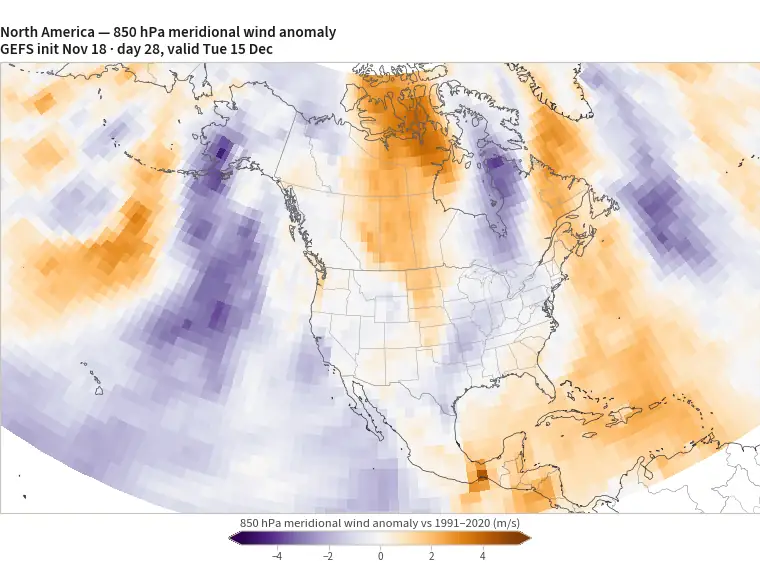 North America — 850 hPa meridional wind anomaly
GEFS init Nov 18 · day 28, valid Tue 15 Dec
850 hPa meridional wind anomaly vs 1991–2020 (m/s)
−4 −2 0 2 4